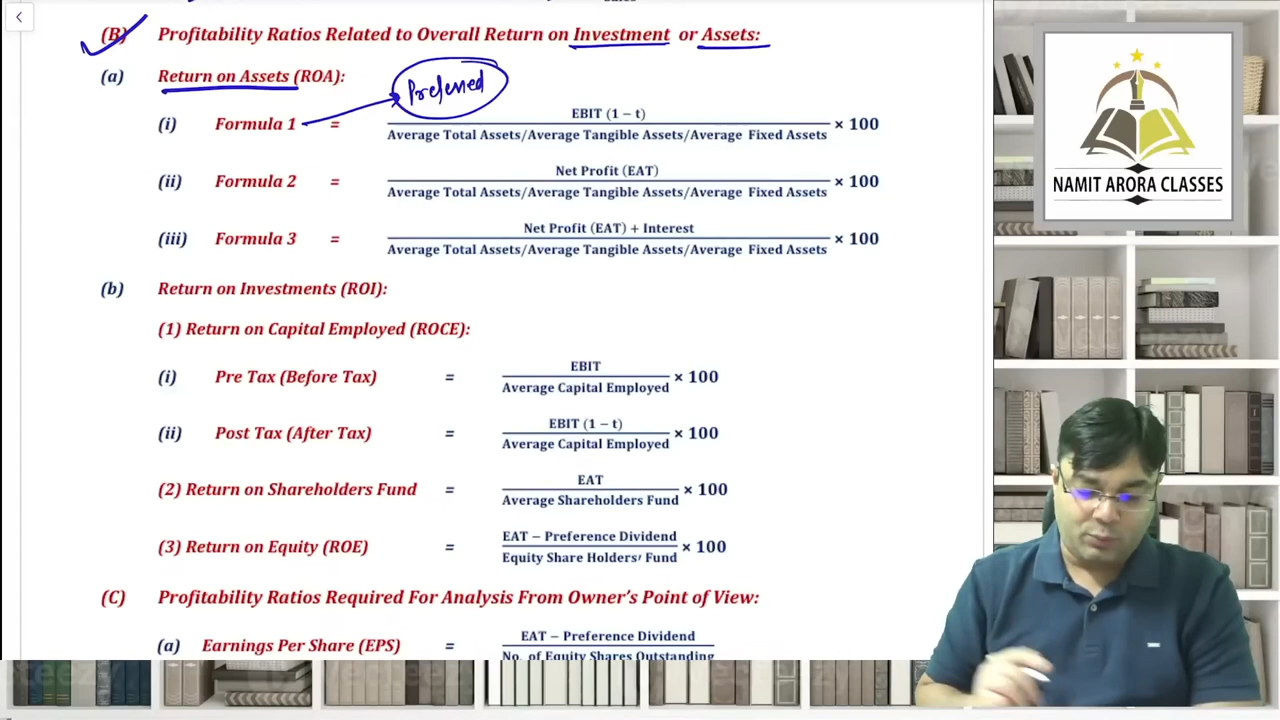 (B) Profitability Ratios Related to Overall Return on Investment or Assets:
(a) Return on Assets (ROA):
Preferred
(i) Formula 1 = EBIT (1 − t)
Average Total Assets/Average Tangible Assets/Average Fixed Assets × 100
(ii) Formula 2 = Net Profit (EAT)
Average Total Assets/Average Tangible Assets/Average Fixed Assets × 100
(iii) Formula 3 = Net Profit (EAT) + Interest
Average Total Assets/Average Tangible Assets/Average Fixed Assets × 100
(b) Return on Investments (ROI):
(1) Return on Capital Employed (ROCE):
(i) Pre Tax (Before Tax) = EBIT
Average Capital Employed × 100
(ii) Post Tax (After Tax) = EBIT (1 − t)
Average Capital Employed × 100
(2) Return on Shareholders Fund = EAT
Average Shareholders Fund × 100
(3) Return on Equity (ROE) = EAT − Preference Dividend
Equity Share Holders' Fund × 100
(C) Profitability Ratios Required For Analysis From Owner's Point of View:
(a) Earnings Per Share (EPS) = EAT − Preference Dividend
No. of Equity Shares Outstanding
NAMIT ARORA CLASSES